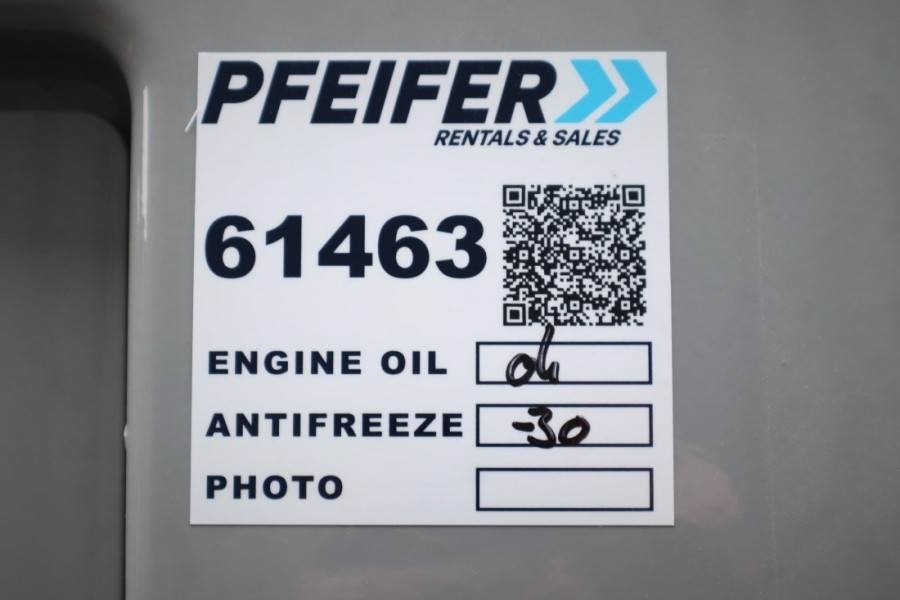 PFEIFER
RENTALS & SALES
61463
ENGINE OIL ok
ANTIFREEZE -30
PHOTO